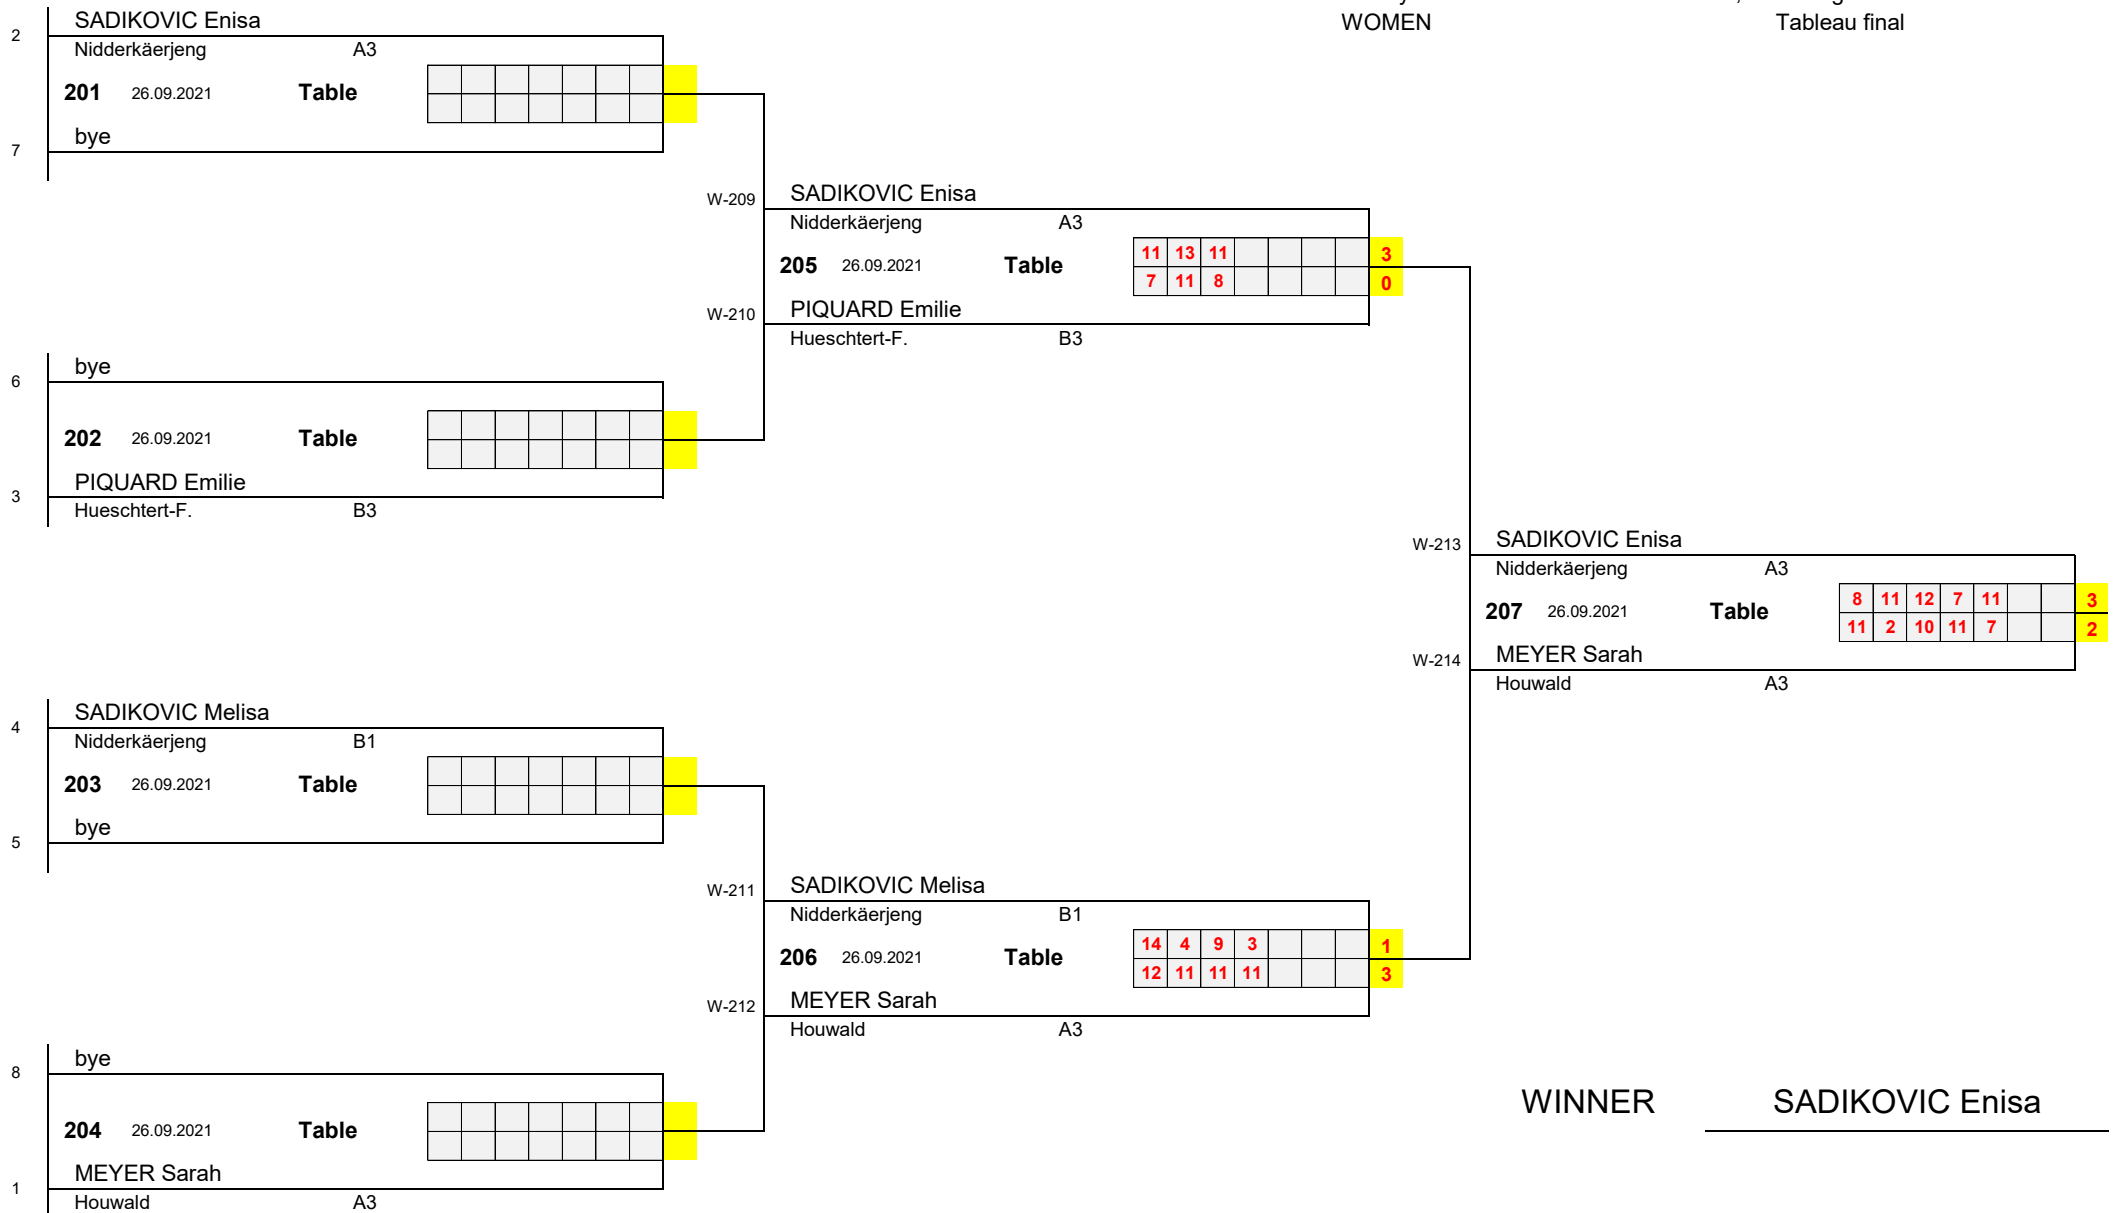 WOMEN Tableau final
2 SADIKOVIC Enisa
Nidderkäerjeng A3
201 26.09.2021 Table
7 bye
W-209 SADIKOVIC Enisa
Nidderkäerjeng A3
11 13 11 3
205 26.09.2021 Table
7 11 8 0
W-210 PIQUARD Emilie
Hueschtert-F. B3
6 bye
202 26.09.2021 Table
3 PIQUARD Emilie
Hueschtert-F. B3
W-213 SADIKOVIC Enisa
Nidderkäerjeng A3
8 11 12 7 11 3
207 26.09.2021 Table
11 2 10 11 7 2
W-214 MEYER Sarah
Houwald A3
4 SADIKOVIC Melisa
Nidderkäerjeng B1
203 26.09.2021 Table
5 bye
W-211 SADIKOVIC Melisa
Nidderkäerjeng B1
14 4 9 3 1
206 26.09.2021 Table
12 11 11 11 3
W-212 MEYER Sarah
Houwald A3
8 bye
204 26.09.2021 Table
1 MEYER Sarah
Houwald A3
WINNER SADIKOVIC Enisa